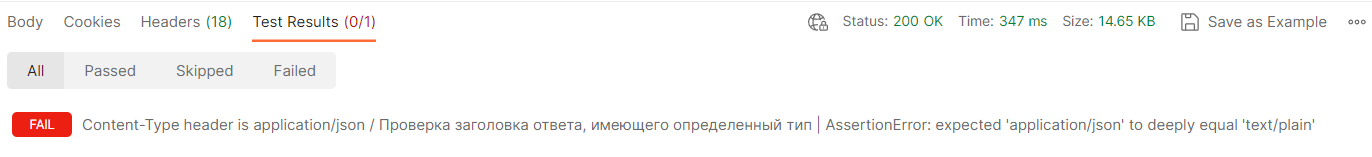 Body Cookies Headers (18) Test Results (0/1) Status: 200 OK Time: 347 ms Size: 14.65 KB Save as Example
All Passed Skipped Failed
FAIL Content-Type header is application/json / Проверка заголовка ответа, имеющего определенный тип | AssertionError: expected 'application/json' to deeply equal 'text/plain'